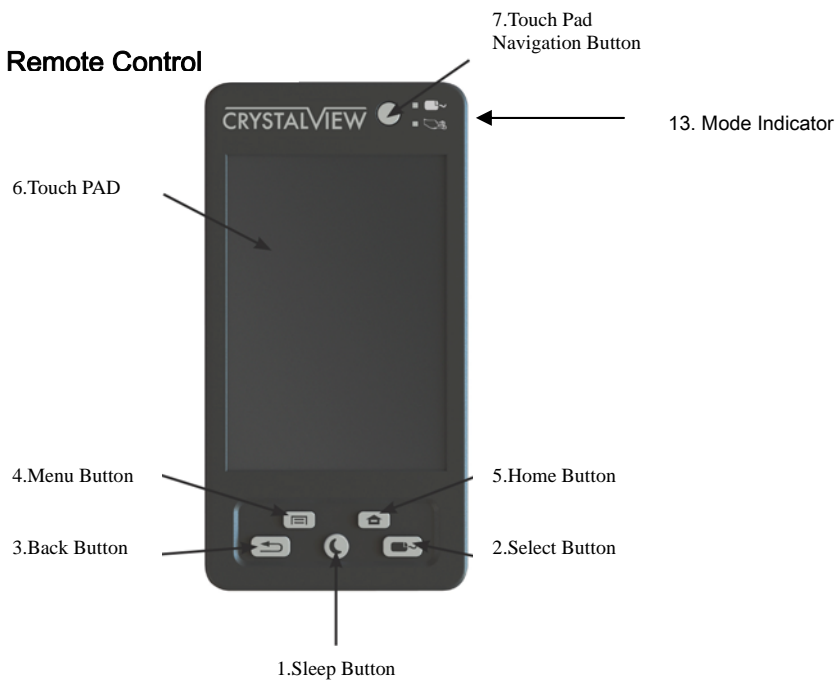 7.Touch Pad
Navigation Button
Remote Control
CRYSTALVIEW
13. Mode Indicator
6.Touch PAD
4.Menu Button
5.Home Button
3.Back Button
2.Select Button
1.Sleep Button